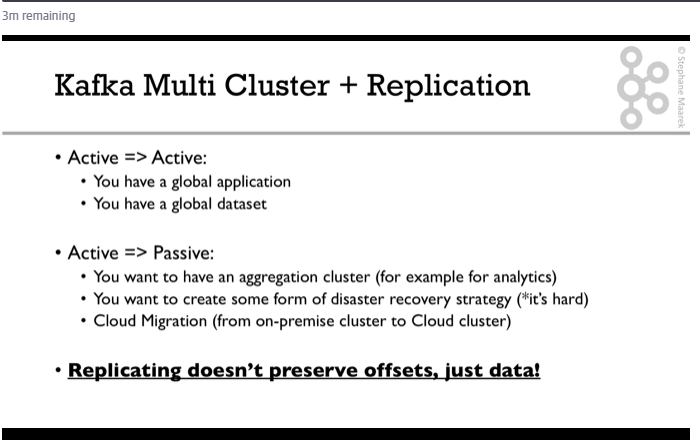 3m remaining
Kafka Multi Cluster + Replication
© Stephane Maarek
• Active => Active:
• You have a global application
• You have a global dataset
• Active => Passive:
• You want to have an aggregation cluster (for example for analytics)
• You want to create some form of disaster recovery strategy (*it's hard)
• Cloud Migration (from on-premise cluster to Cloud cluster)
• Replicating doesn't preserve offsets, just data!